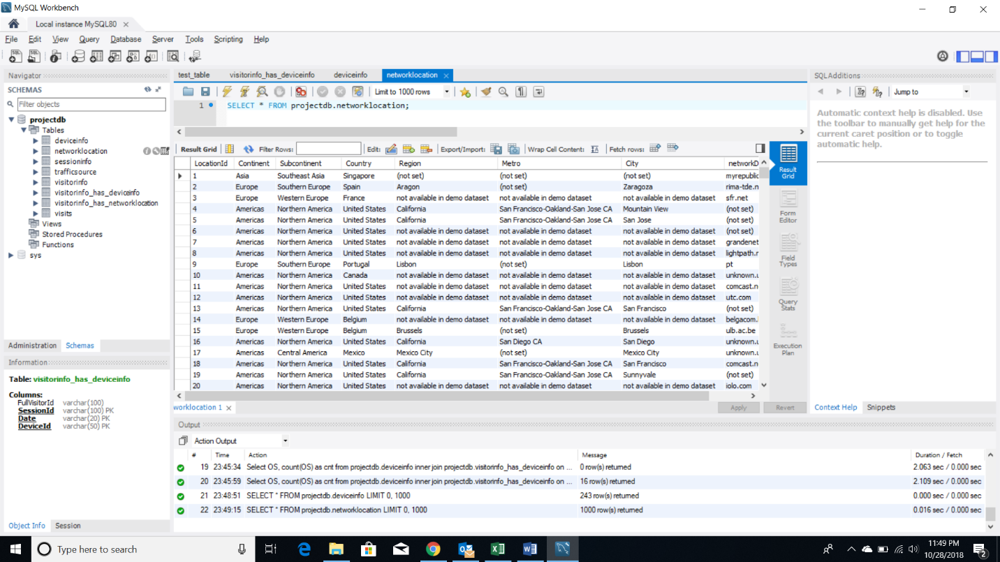 MySQL Workbench
Local instance MySQL80
File Edit View Query Database Server Tools Scripting Help
Navigator
SCHEMAS
Filter objects
projectdb
Tables
deviceinfo
networklocation
sessioninfo
trafficsource
visitorinfo
visitorinfo_has_deviceinfo
visitorinfo_has_networklocation
visits
Views
Stored Procedures
Functions
sys
Administration Schemas
Information
Table: visitorinfo_has_deviceinfo
Columns:
FullVisitorId varchar(100)
SessionId varchar(100) PK
Date varchar(20) PK
DeviceId varchar(50) PK
Object Info Session
test_table visitorinfo_has_deviceinfo deviceinfo networklocation
Limit to 1000 rows
1 SELECT * FROM projectdb.networklocation;
Result Grid Filter Rows: Edit: Export/Import: Wrap Cell Content: Fetch rows:
LocationId Continent Subcontinent Country Region Metro City networkD
1 Asia Southeast Asia Singapore (not set) (not set) (not set) myrepublic
2 Europe Southern Europe Spain Aragon (not set) Zaragoza rima-tde.n
3 Europe Western Europe France not available in demo dataset not available in demo dataset not available in demo dataset sfr.net
4 Americas Northern America United States California San Francisco-Oakland-San Jose CA Mountain View (not set)
5 Americas Northern America United States California San Francisco-Oakland-San Jose CA San Jose (not set)
6 Americas Northern America United States not available in demo dataset not available in demo dataset not available in demo dataset (not set)
7 Americas Northern America United States not available in demo dataset not available in demo dataset not available in demo dataset grandenet
8 Americas Northern America United States not available in demo dataset not available in demo dataset not available in demo dataset lightpath.r
9 Europe Southern Europe Portugal Lisbon (not set) Lisbon pt
10 Americas Northern America Canada not available in demo dataset not available in demo dataset not available in demo dataset unknown.u
11 Americas Northern America United States not available in demo dataset not available in demo dataset not available in demo dataset comcast.n
12 Americas Northern America United States not available in demo dataset not available in demo dataset not available in demo dataset utc.com
13 Americas Northern America United States California San Francisco-Oakland-San Jose CA San Francisco (not set)
14 Europe Western Europe Belgium not available in demo dataset not available in demo dataset not available in demo dataset belgacom.
15 Europe Western Europe Belgium Brussels (not set) Brussels ulb.ac.be
16 Americas Northern America United States California San Diego CA San Diego unknown.u
17 Americas Central America Mexico Mexico City (not set) Mexico City unknown.u
18 Americas Northern America United States California San Francisco-Oakland-San Jose CA San Francisco comcast.n
19 Americas Northern America United States California San Francisco-Oakland-San Jose CA Sunnyvale (not set)
20 Americas Northern America United States not available in demo dataset not available in demo dataset not available in demo dataset iolo.com
Result Grid
Form Editor
Field Types
Query Stats
Execution Plan
worklocation 1 Apply Revert
Output
Action Output
# Time Action Message Duration / Fetch
19 23:45:34 Select OS, count(OS) as cnt from projectdb.deviceinfo inner join projectdb.visitorinfo_has_deviceinfo on ... 0 row(s) returned 2.063 sec / 0.000 sec
20 23:45:59 Select OS, count(OS) as cnt from projectdb.deviceinfo inner join projectdb.visitorinfo_has_deviceinfo on ... 16 row(s) returned 2.109 sec / 0.000 sec
21 23:48:51 SELECT * FROM projectdb.deviceinfo LIMIT 0, 1000 243 row(s) returned 0.000 sec / 0.000 sec
22 23:49:15 SELECT * FROM projectdb.networklocation LIMIT 0, 1000 1000 row(s) returned 0.016 sec / 0.000 sec
SQLAdditions
Jump to
Automatic context help is disabled. Use
the toolbar to manually get help for the
current caret position or to toggle
automatic help.
Context Help Snippets
Type here to search
11:49 PM
10/28/2018
2